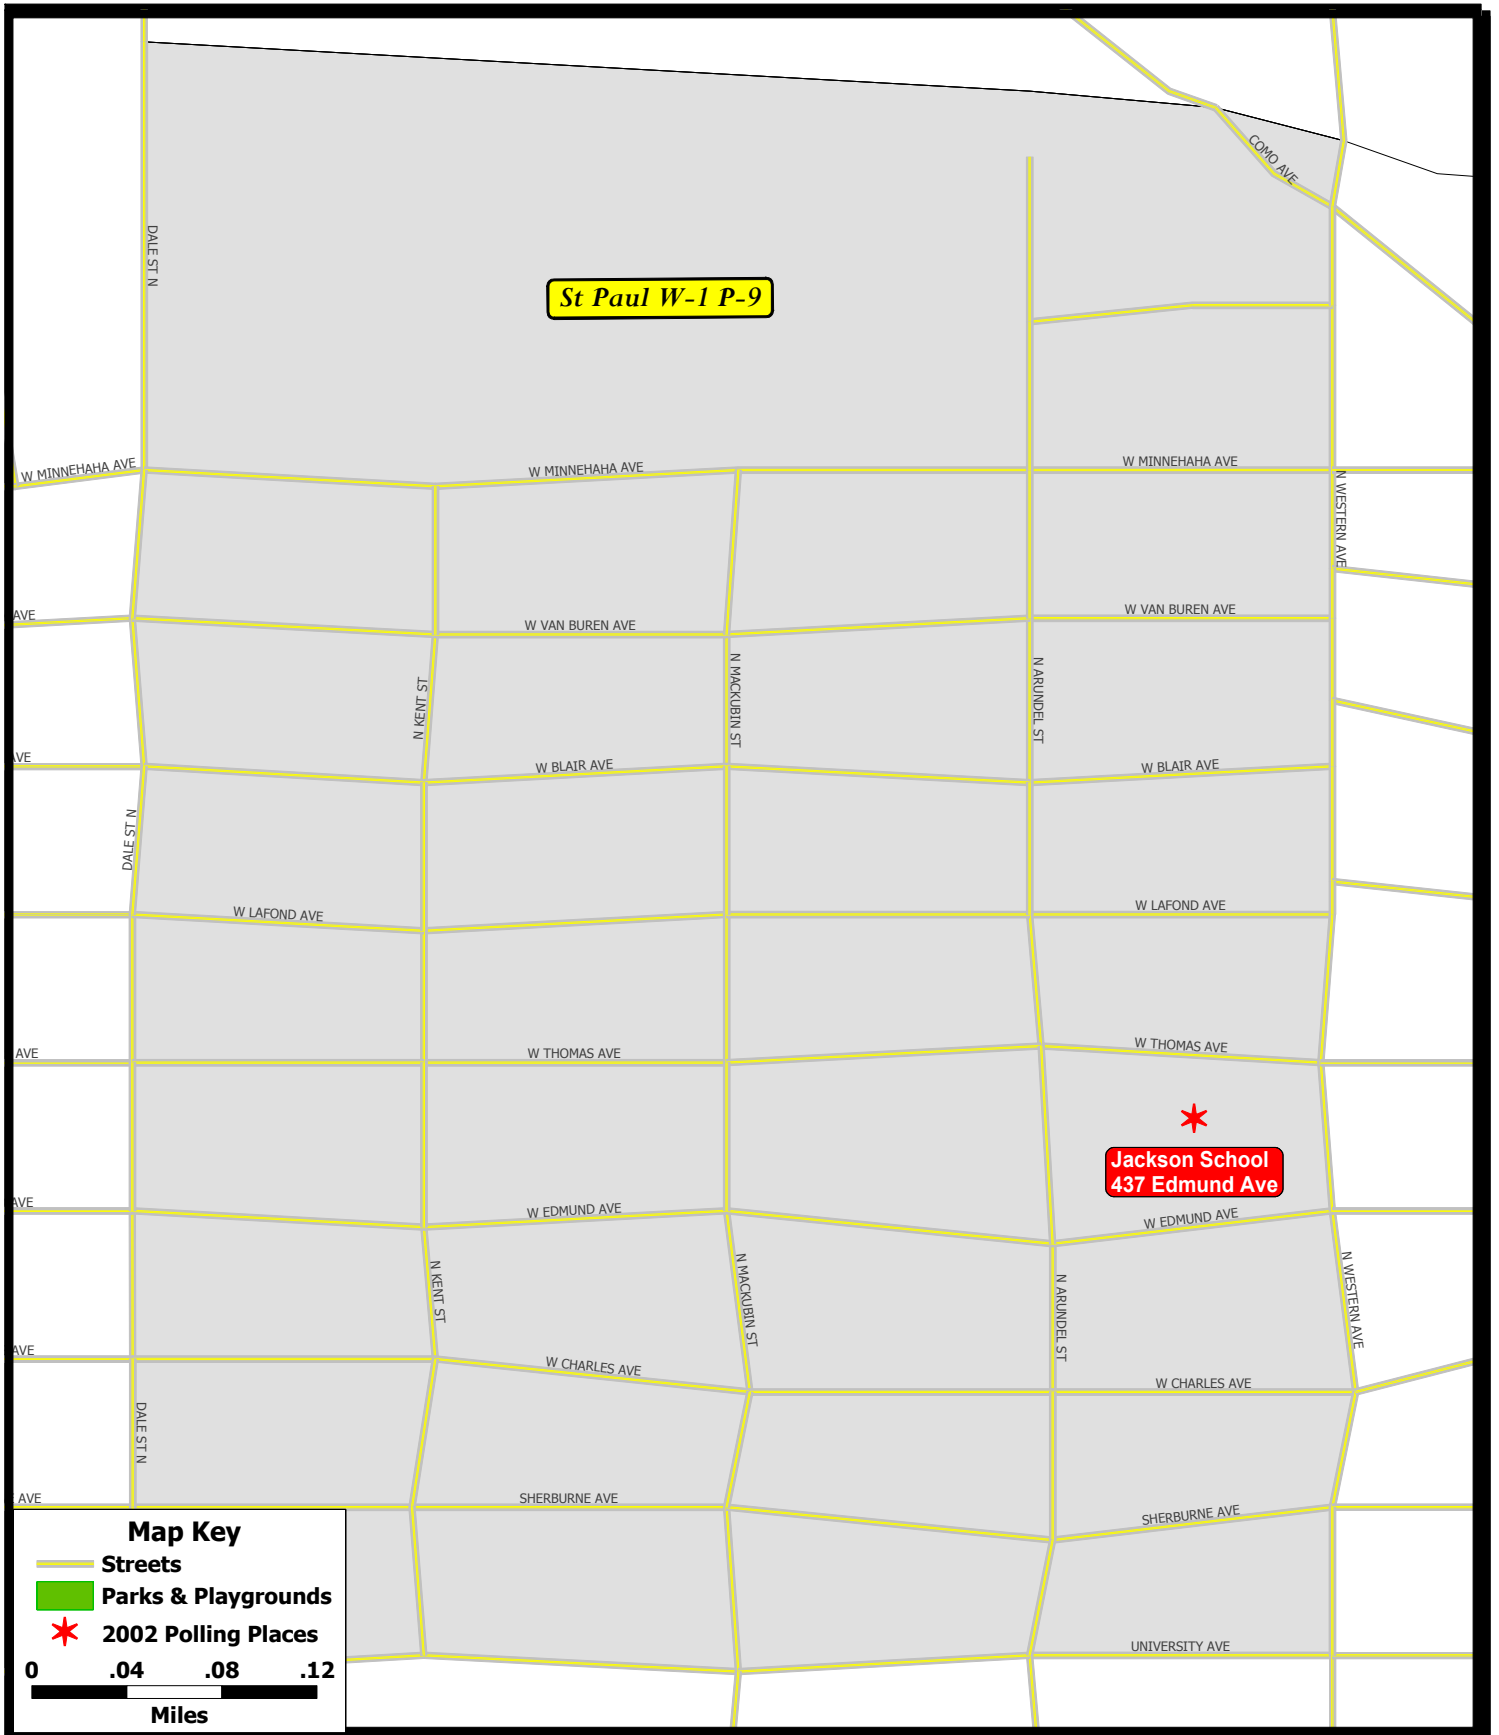 COMO AVE
DALE ST N
St Paul W-1 P-9
W MINNEHAHA AVE
W MINNEHAHA AVE
W MINNEHAHA AVE
N WESTERN AVE
AVE
W VAN BUREN AVE
W VAN BUREN AVE
N KENT ST
N MACKUBIN ST
N ARUNDEL ST
AVE
W BLAIR AVE
W BLAIR AVE
DALE ST N
W LAFOND AVE
W LAFOND AVE
AVE
W THOMAS AVE
W THOMAS AVE
Jackson School
437 Edmund Ave
AVE
W EDMUND AVE
W EDMUND AVE
N KENT ST
N MACKUBIN ST
N ARUNDEL ST
N WESTERN AVE
AVE
W CHARLES AVE
W CHARLES AVE
DALE ST N
AVE
SHERBURNE AVE
SHERBURNE AVE
UNIVERSITY AVE
Map Key
Streets
Parks & Playgrounds
2002 Polling Places
0 .04 .08 .12
Miles